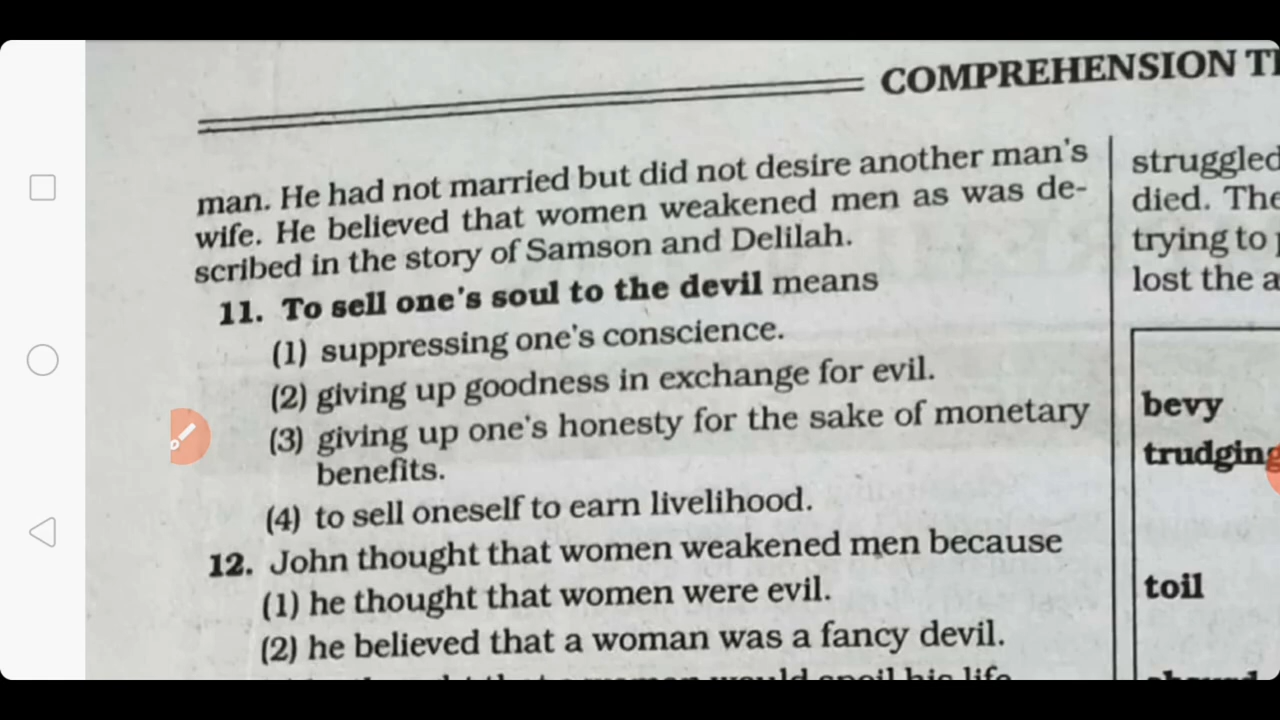 COMPREHENSION
man. He had not married but did not desire another man's
wife. He believed that women weakened men as was de-
scribed in the story of Samson and Delilah.
11. To sell one's soul to the devil means
(1) suppressing one's conscience.
(2) giving up goodness in exchange for evil.
(3) giving up one's honesty for the sake of monetary
benefits.
(4) to sell oneself to earn livelihood.
12. John thought that women weakened men because
(1) he thought that women were evil.
(2) he believed that a woman was a fancy devil.
would spoil his life
struggled
died. The
trying to
lost the a
bevy
trudging
toil